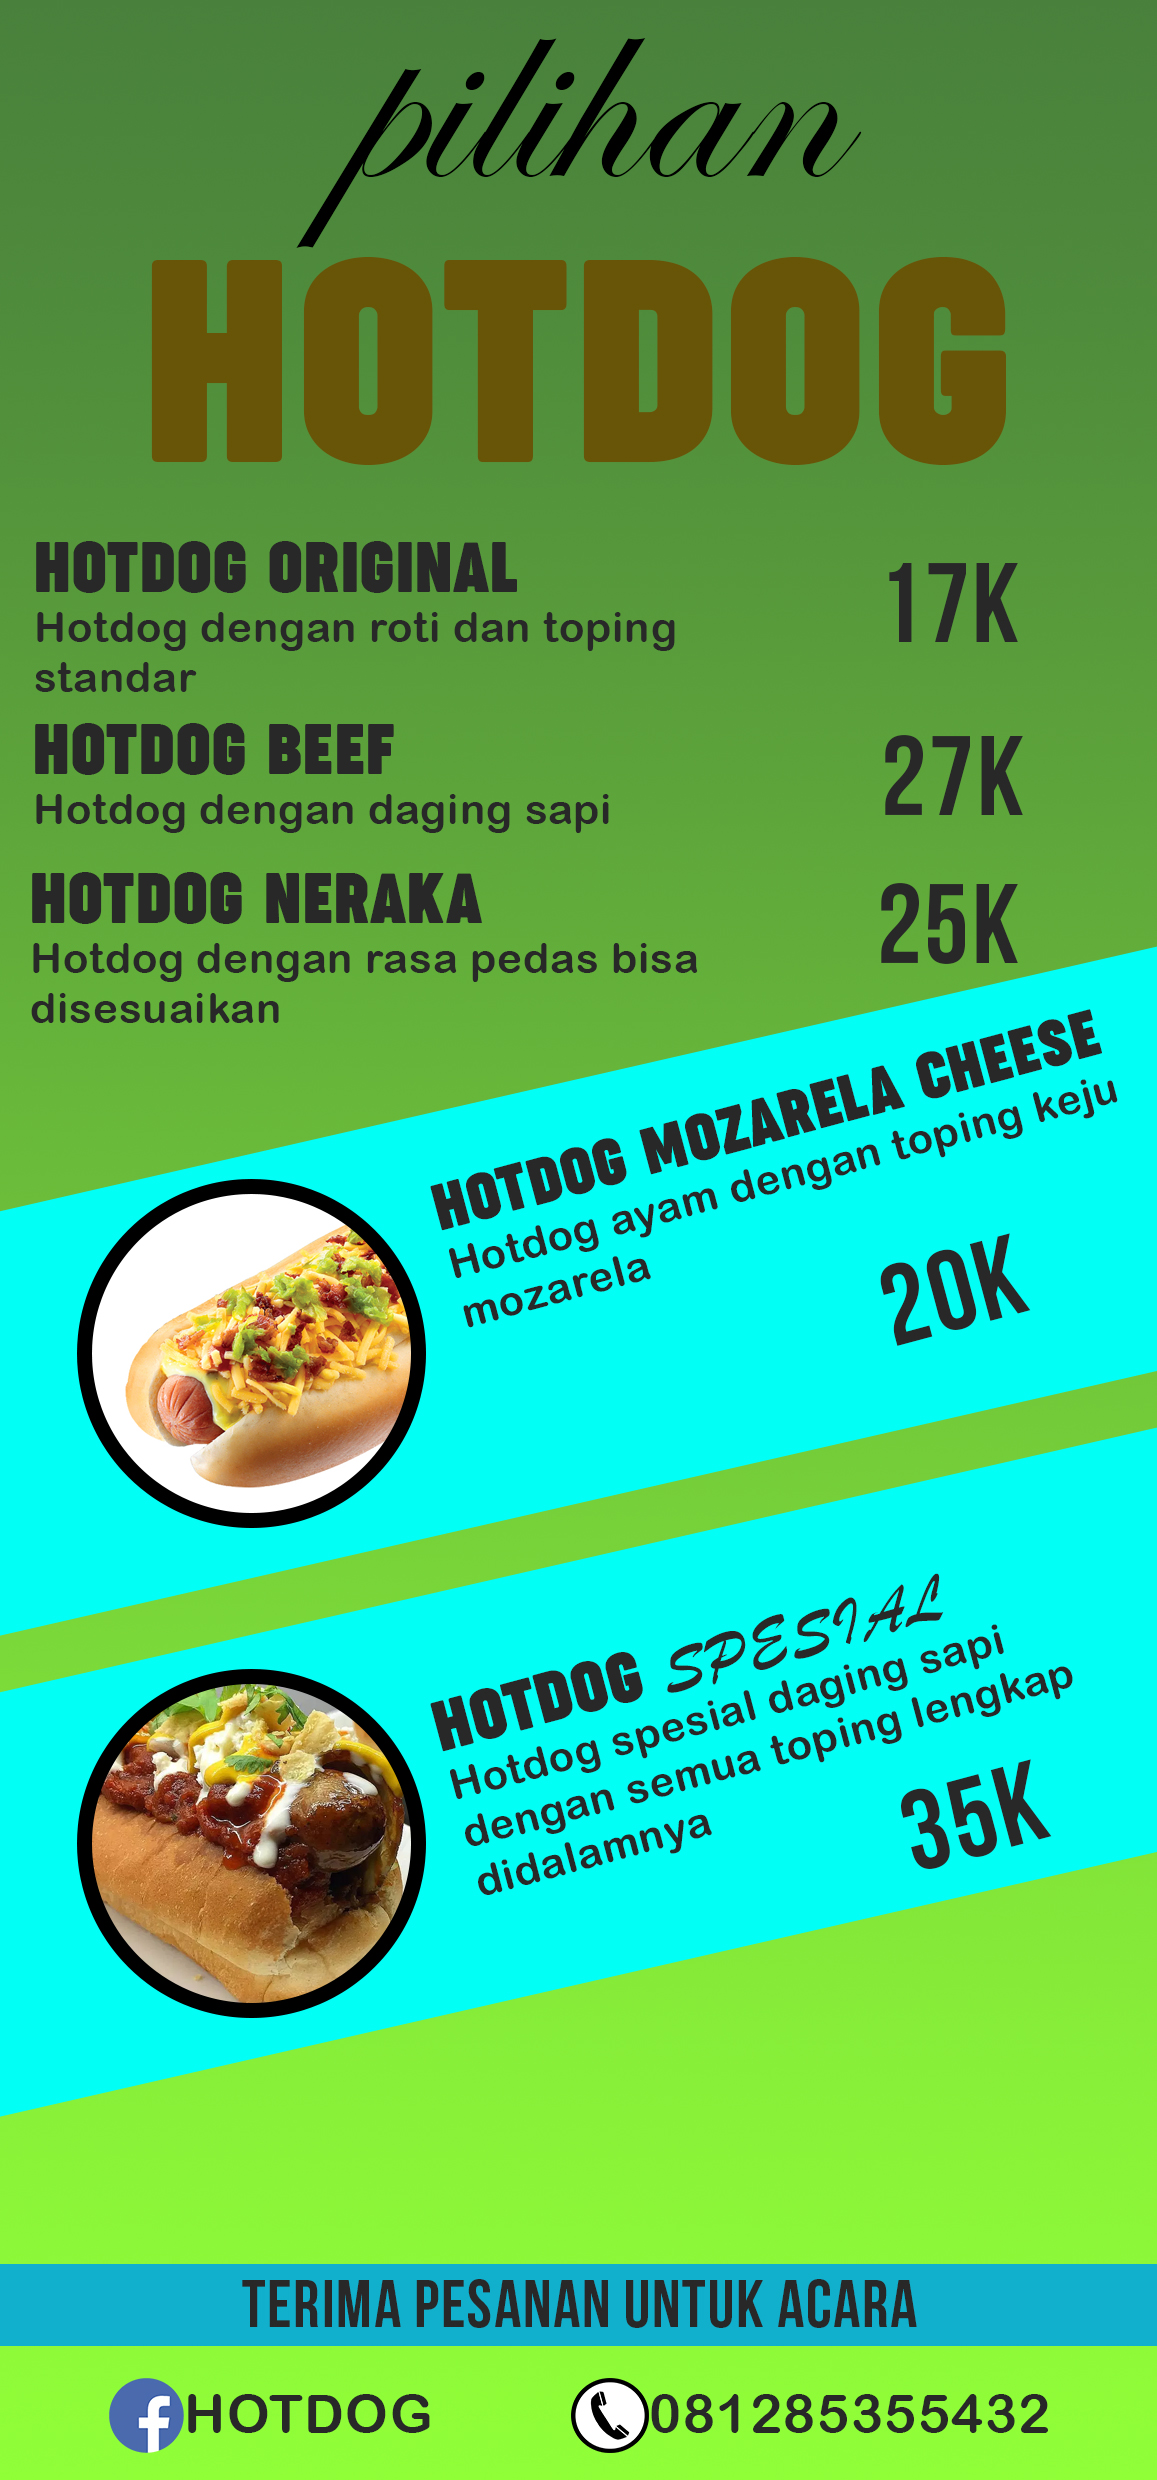 pilihan
HOTDOG
HOTDOG ORIGINAL
Hotdog dengan roti dan toping
standar
17K
HOTDOG BEEF
Hotdog dengan daging sapi
27K
HOTDOG NERAKA
Hotdog dengan rasa pedas bisa
disesuaikan
25K
HOTDOG MOZARELA CHEESE
Hotdog ayam dengan toping keju
mozarela
20K
HOTDOG SPESIAL
Hotdog spesial daging sapi
dengan semua toping lengkap
didalamnya
35K
TERIMA PESANAN UNTUK ACARA
HOTDOG
081285355432